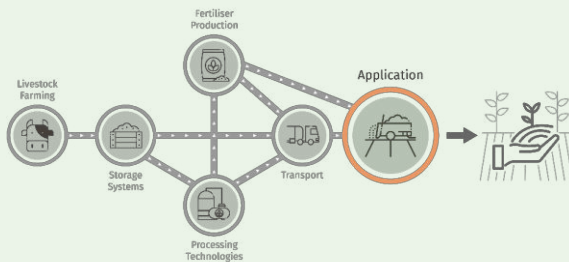 Fertiliser
Production
Application
Livestock
Farming
Storage
Systems
Transport
Processing
Technologies